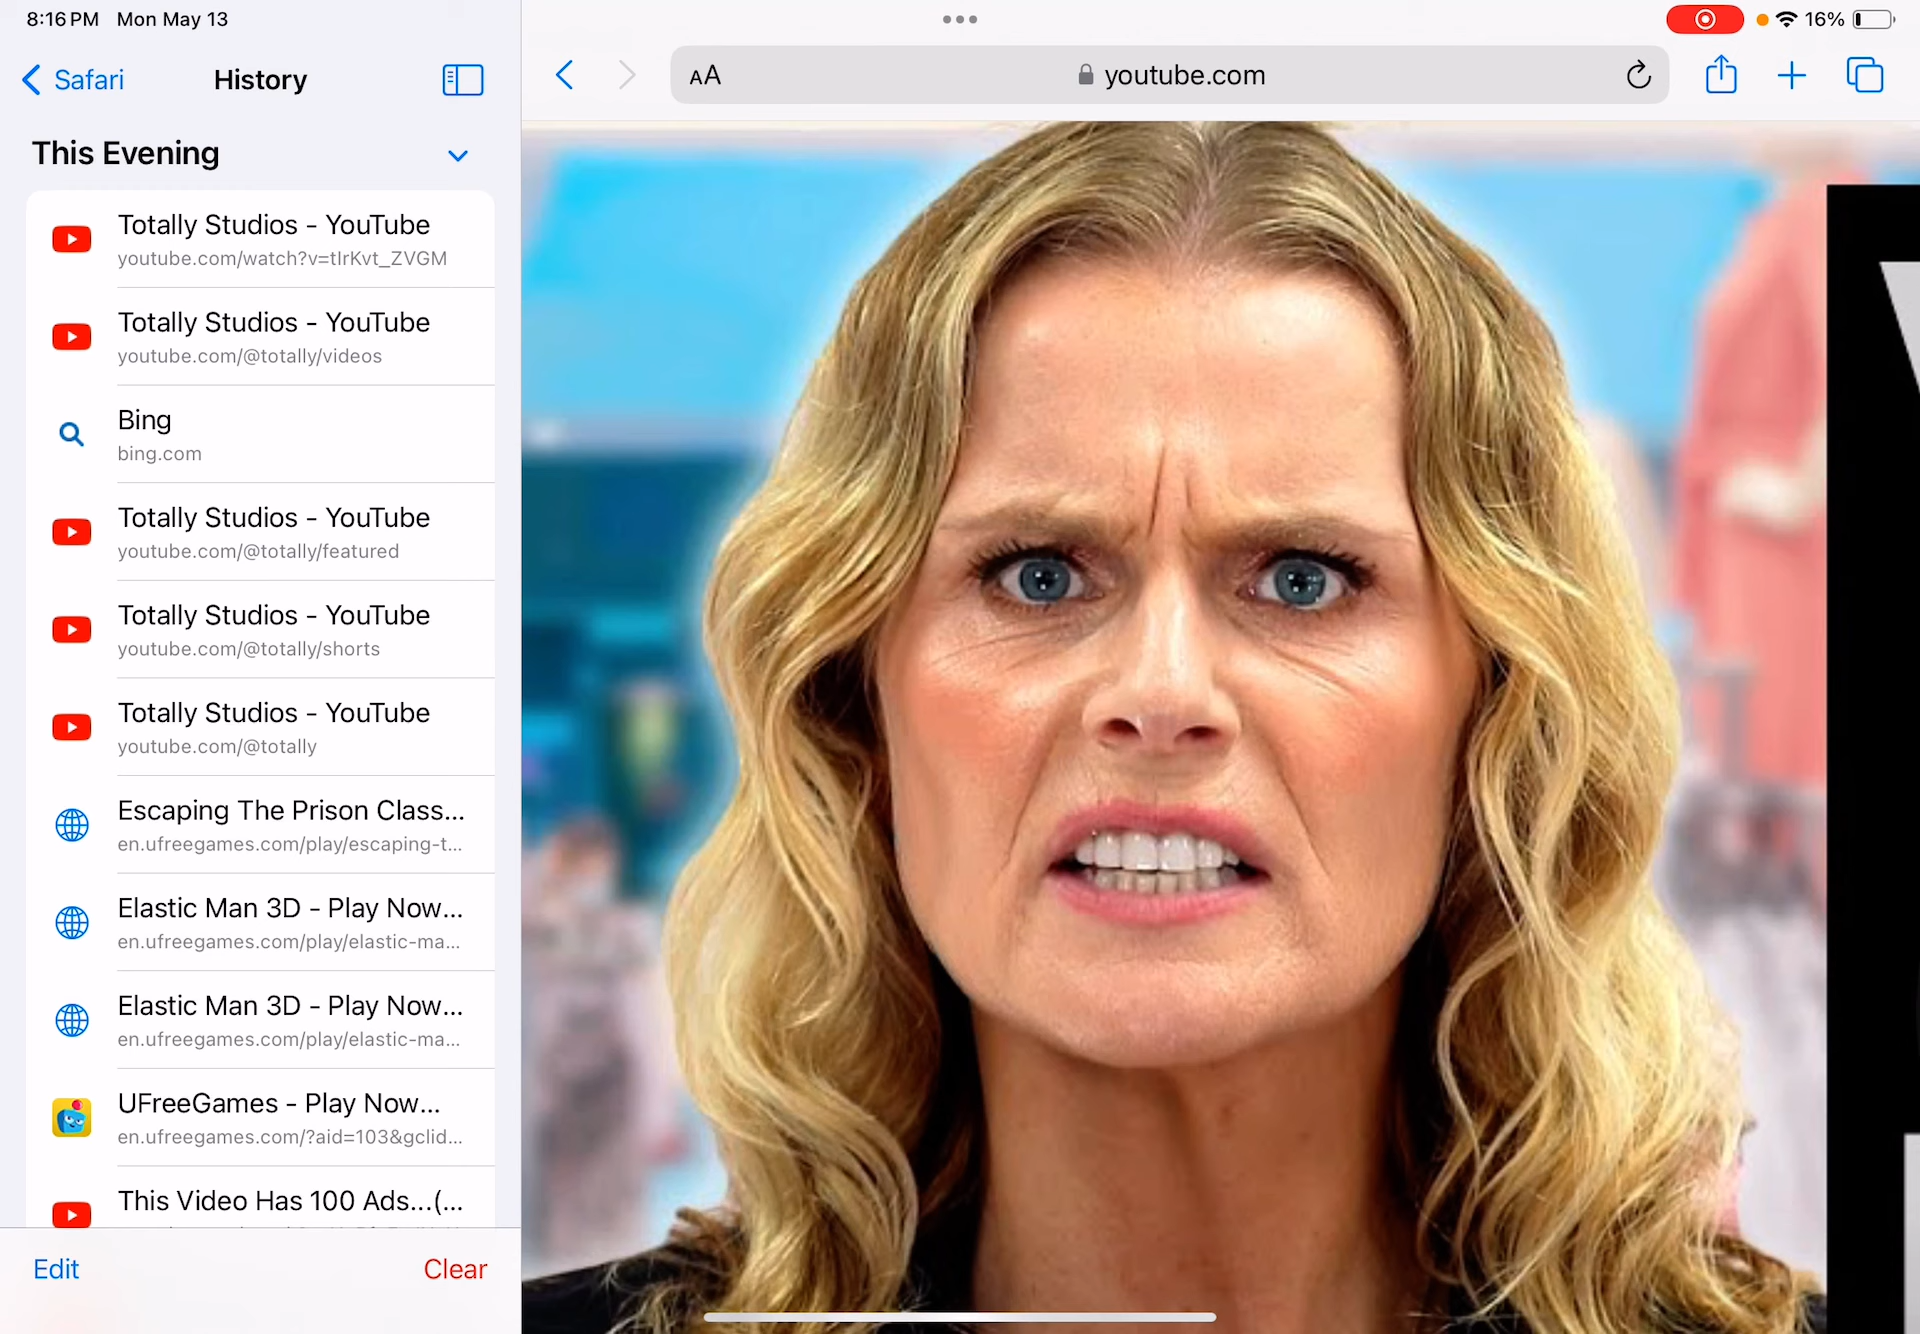 8:16 PM Mon May 13
16%
Safari
History
AA
youtube.com
This Evening
Totally Studios - YouTube
youtube.com/watch?v=tIrKvt_ZVGM
Totally Studios - YouTube
youtube.com/@totally/videos
Bing
bing.com
Totally Studios - YouTube
youtube.com/@totally/featured
Totally Studios - YouTube
youtube.com/@totally/shorts
Totally Studios - YouTube
youtube.com/@totally
Escaping The Prison Class...
en.ufreegames.com/play/escaping-t...
Elastic Man 3D - Play Now...
en.ufreegames.com/play/elastic-ma...
Elastic Man 3D - Play Now...
en.ufreegames.com/play/elastic-ma...
UFreeGames - Play Now...
en.ufreegames.com/?aid=103&gclid...
This Video Has 100 Ads...(...
Edit
Clear